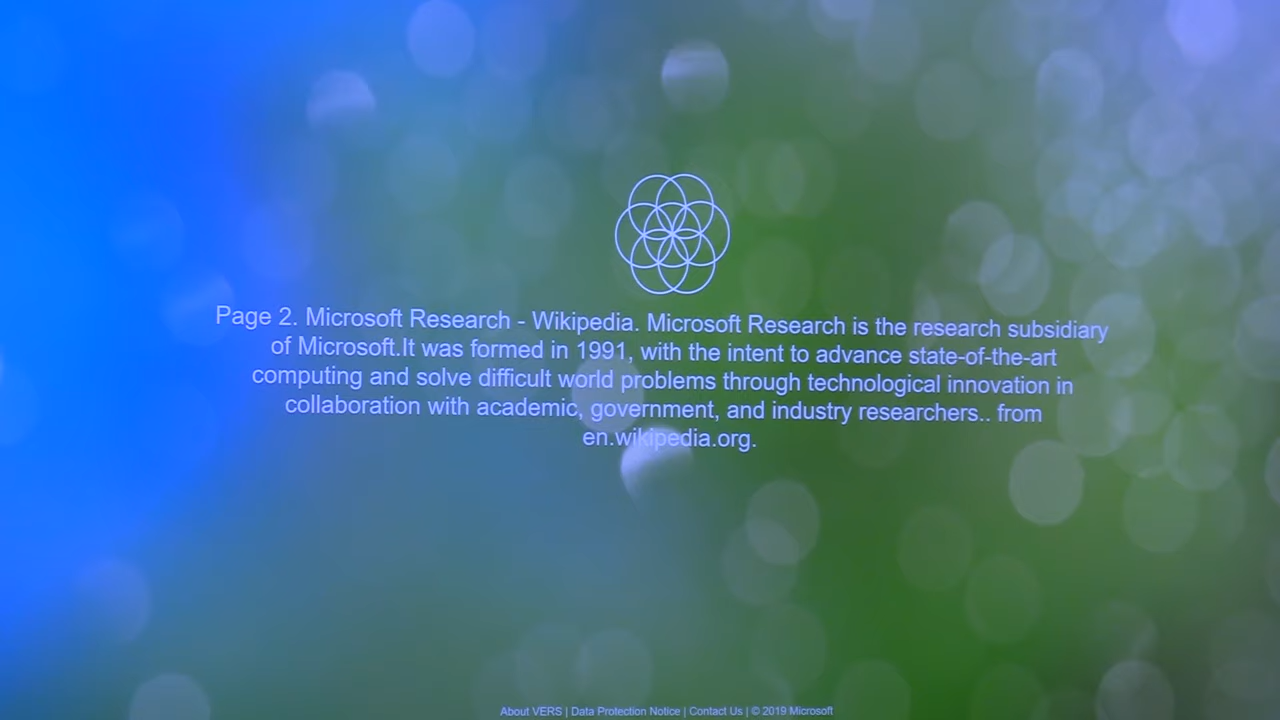 Page 2. Microsoft Research - Wikipedia. Microsoft Research is the research subsidiary
of Microsoft.It was formed in 1991, with the intent to advance state-of-the-art
computing and solve difficult world problems through technological innovation in
collaboration with academic, government, and industry researchers.. from
en.wikipedia.org.
About VERS | Data Protection Notice | Contact Us | © 2019 Microsoft